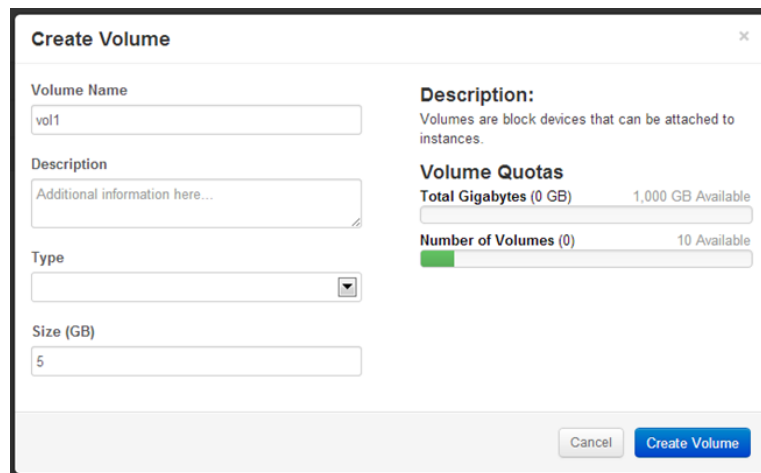 Create Volume
×
Volume Name
vol1
Description
Additional information here...
Type
Size (GB)
5
Description:
Volumes are block devices that can be attached to
instances.
Volume Quotas
Total Gigabytes (0 GB) 1,000 GB Available
Number of Volumes (0) 10 Available
Cancel
Create Volume